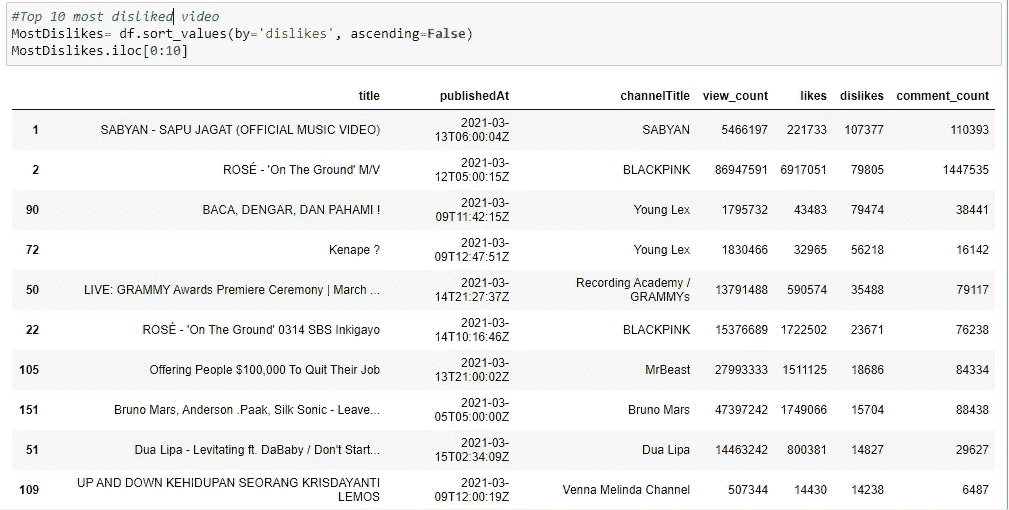 #Top 10 most disliked video
MostDislikes= df.sort_values(by='dislikes', ascending=False)
MostDislikes.iloc[0:10]
title publishedAt channelTitle view_count likes dislikes comment_count
1 SABYAN - SAPU JAGAT (OFFICIAL MUSIC VIDEO) 2021-03-
13T06:00:04Z SABYAN 5466197 221733 107377 110393
2 ROSÉ - 'On The Ground' M/V 2021-03-
12T05:00:15Z BLACKPINK 86947591 6917051 79805 1447535
90 BACA, DENGAR, DAN PAHAMI ! 2021-03-
09T11:42:15Z Young Lex 1795732 43483 79474 38441
72 Kenape ? 2021-03-
09T12:47:51Z Young Lex 1830466 32965 56218 16142
50 LIVE: GRAMMY Awards Premiere Ceremony | March ... 2021-03-
14T21:27:37Z Recording Academy /
GRAMMYs 13791488 590574 35488 79117
22 ROSÉ - 'On The Ground' 0314 SBS Inkigayo 2021-03-
14T10:16:46Z BLACKPINK 15376689 1722502 23671 76238
105 Offering People $100,000 To Quit Their Job 2021-03-
13T21:00:02Z MrBeast 27993333 1511125 18686 84334
151 Bruno Mars, Anderson .Paak, Silk Sonic - Leave... 2021-03-
05T05:00:00Z Bruno Mars 47397242 1749066 15704 88438
51 Dua Lipa - Levitating ft. DaBaby / Don't Start... 2021-03-
15T02:34:09Z Dua Lipa 14463242 800381 14827 29627
109 UP AND DOWN KEHIDUPAN SEORANG KRISDAYANTI
LEMOS 2021-03-
09T12:00:19Z Venna Melinda Channel 507344 14430 14238 6487